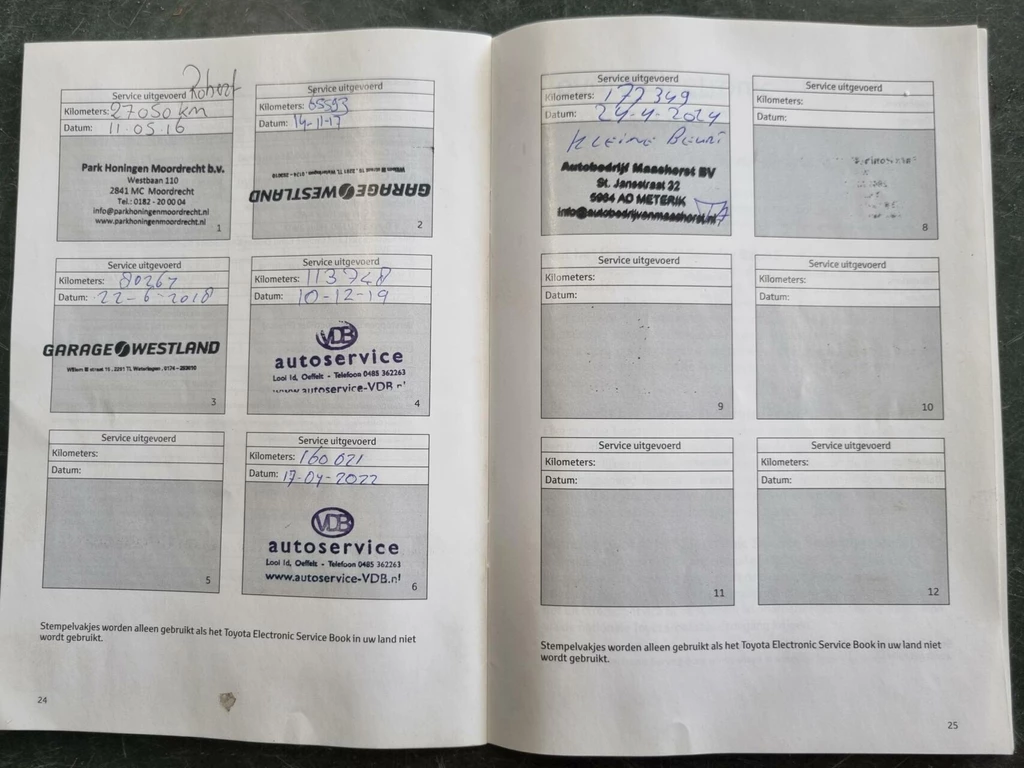 Robert
Service uitgevoerd
Kilometers: 27050 km
Datum: 11.05.16
Park Honingen Moordrecht b.v.
Westbaan 110
2841 MC Moordrecht
Tel.: 0182 - 20 00 04
info@parkhoningenmoordrecht.nl
www.parkhoningenmoordrecht.nl
1
Service uitgevoerd
Kilometers: 65593
Datum: 14-11-17
GARAGE WESTLAND
2
Service uitgevoerd
Kilometers: 80267
Datum: 22-6-2018
GARAGE WESTLAND
3
Service uitgevoerd
Kilometers: 113748
Datum: 10-12-19
VDB
autoservice
Looi 1d, Oeffelt - Telefoon 0485 362263
www.autoservice-VDB.nl
4
Service uitgevoerd
Kilometers:
Datum:
5
Service uitgevoerd
Kilometers: 160021
Datum: 17-04-2022
VDB
autoservice
Looi 1d, Oeffelt - Telefoon 0485 362263
www.autoservice-VDB.nl
6
Stempelvakjes worden alleen gebruikt als het Toyota Electronic Service Book in uw land niet
wordt gebruikt.
24
Service uitgevoerd
Kilometers: 177349
Datum: 24-4-2024
Kleine Beurt
Autobedrijf Maashorst BV
St. Jansstraat 32
5964 AD METERIK
info@autobedrijvenmaashorst.nl
Service uitgevoerd
Kilometers:
Datum:
8
Service uitgevoerd
Kilometers:
Datum:
9
Service uitgevoerd
Kilometers:
Datum:
10
Service uitgevoerd
Kilometers:
Datum:
11
Service uitgevoerd
Kilometers:
Datum:
12
Stempelvakjes worden alleen gebruikt als het Toyota Electronic Service Book in uw land niet
wordt gebruikt.
25